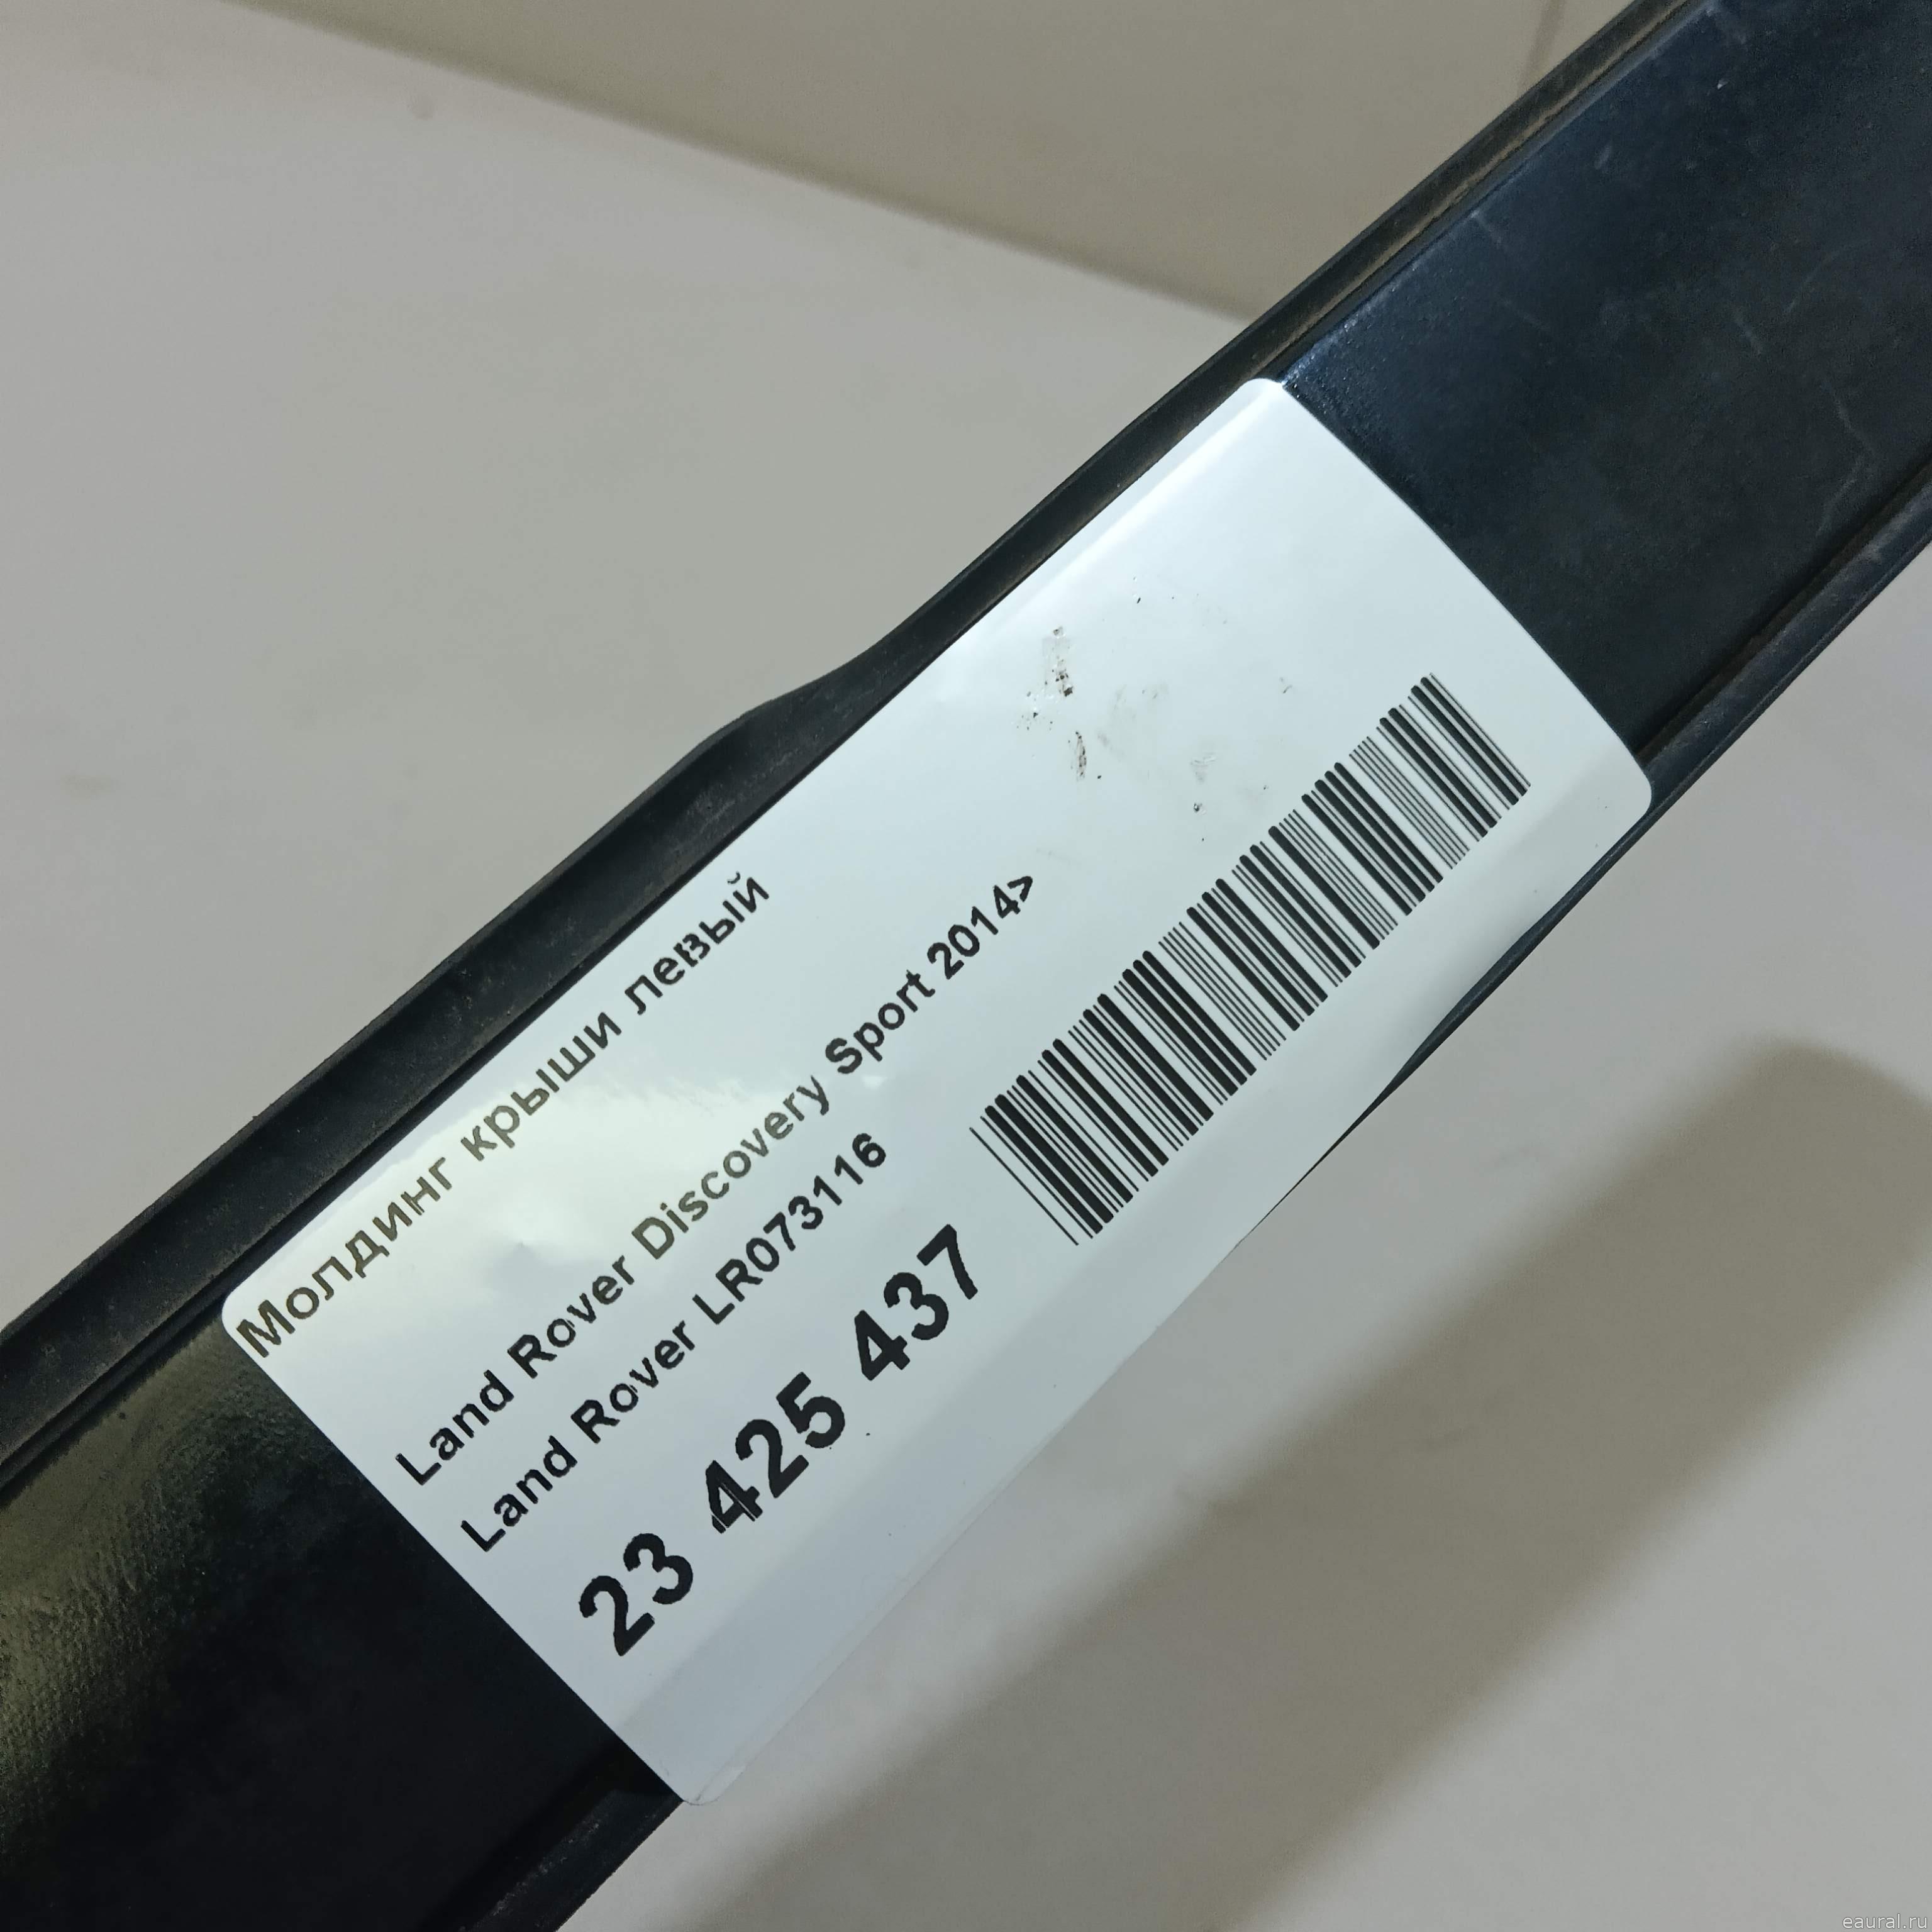 Молдинг крыши левый
Land Rover Discovery Sport 2014>
Land Rover LR073116
23 425 437
eaural.ru